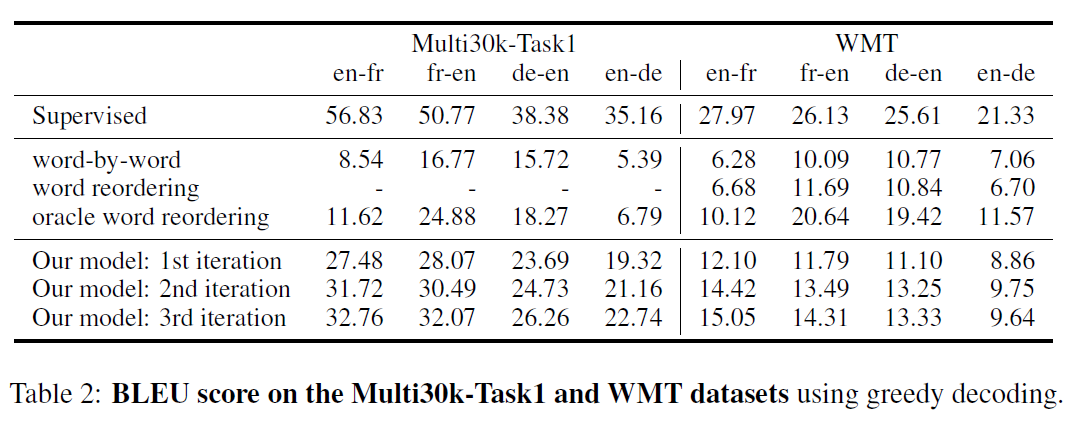 Multi30k-Task1 WMT
en-fr fr-en de-en en-de en-fr fr-en de-en en-de
Supervised 56.83 50.77 38.38 35.16 27.97 26.13 25.61 21.33
word-by-word 8.54 16.77 15.72 5.39 6.28 10.09 10.77 7.06
word reordering - - - - 6.68 11.69 10.84 6.70
oracle word reordering 11.62 24.88 18.27 6.79 10.12 20.64 19.42 11.57
Our model: 1st iteration 27.48 28.07 23.69 19.32 12.10 11.79 11.10 8.86
Our model: 2nd iteration 31.72 30.49 24.73 21.16 14.42 13.49 13.25 9.75
Our model: 3rd iteration 32.76 32.07 26.26 22.74 15.05 14.31 13.33 9.64
Table 2: BLEU score on the Multi30k-Task1 and WMT datasets using greedy decoding.